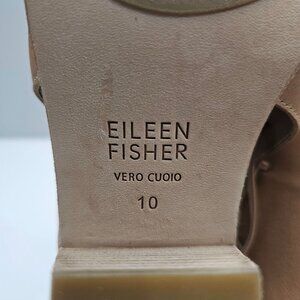 EILEEN
FISHER
VERO CUOIO
10